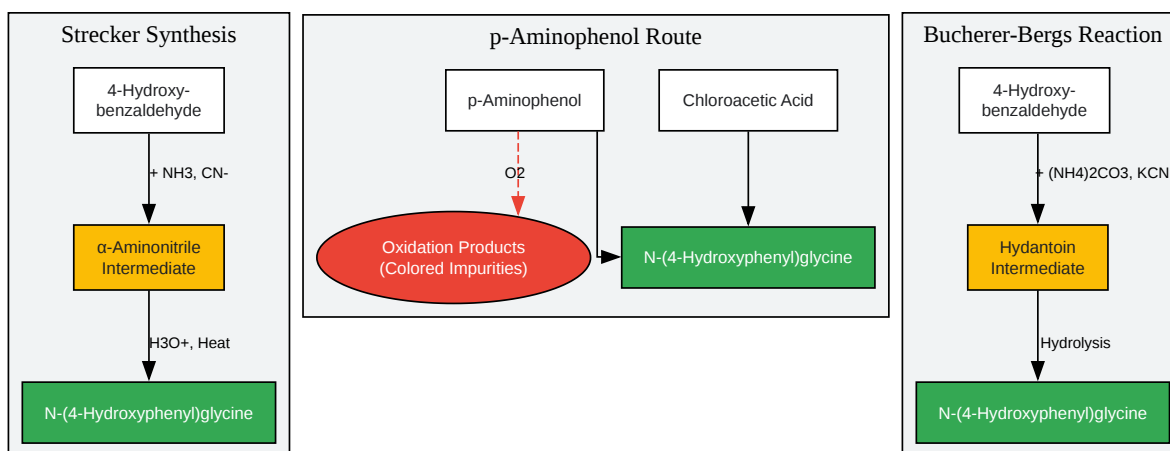 Strecker Synthesis
4-Hydroxy-
benzaldehyde
+ NH3, CN-
α-Aminonitrile
Intermediate
H3O+, Heat
N-(4-Hydroxyphenyl)glycine
p-Aminophenol Route
p-Aminophenol
Chloroacetic Acid
O2
Oxidation Products
(Colored Impurities)
N-(4-Hydroxyphenyl)glycine
Bucherer-Bergs Reaction
4-Hydroxy-
benzaldehyde
+ (NH4)2CO3, KCN
Hydantoin
Intermediate
Hydrolysis
N-(4-Hydroxyphenyl)glycine